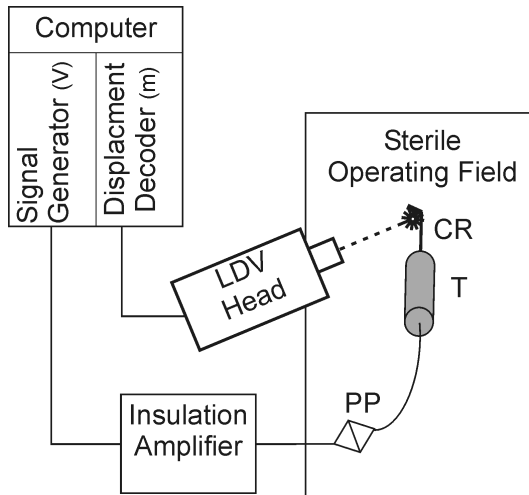 Computer
Signal
Generator (V)
Displacment
Decoder (m)
Sterile
Operating Field
CR
LDV
Head
T
PP
Insulation
Amplifier